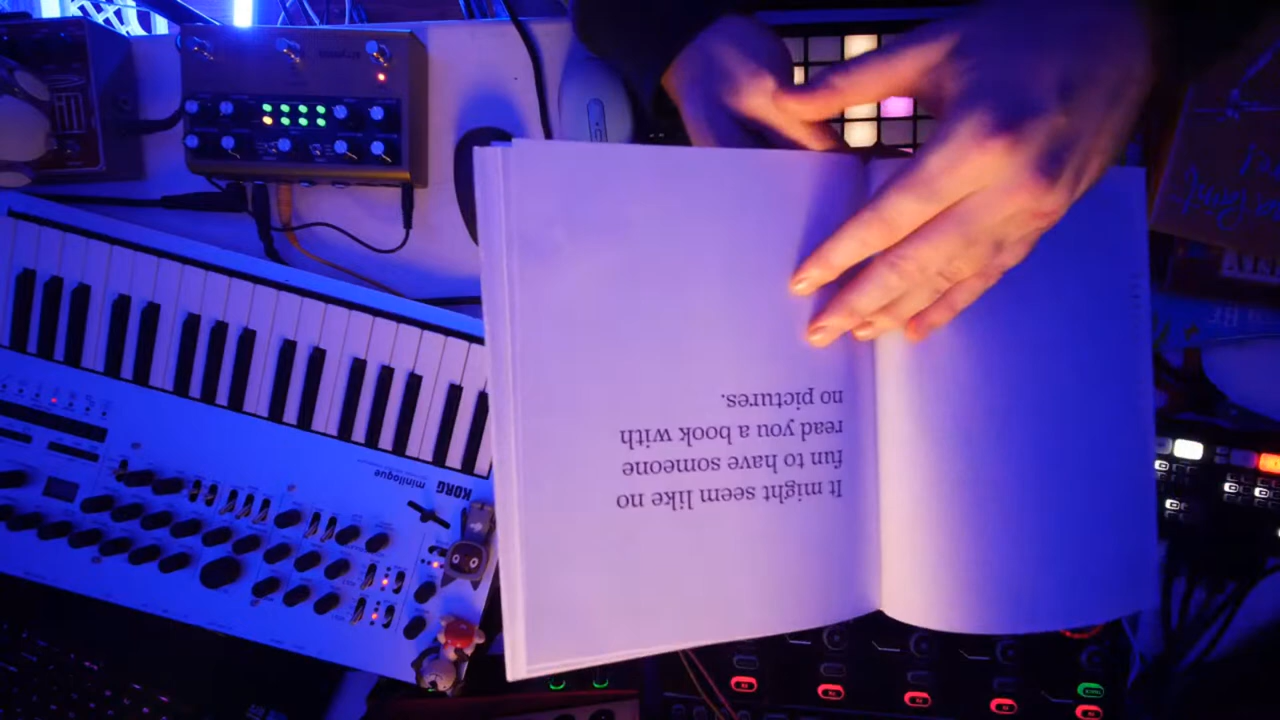 It might seem like no
fun to have someone
read you a book with
no pictures.
KORG
minilogue